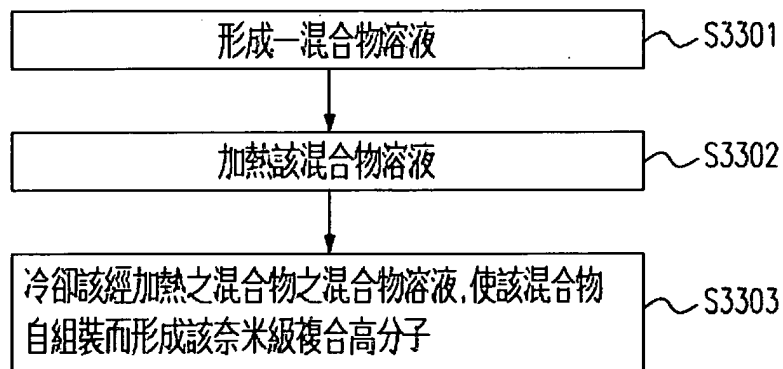 形成一混合物溶液
S3301
加熱該混合物溶液
S3302
冷卻該經加熱之混合物之混合物溶液,使該混合物
自組裝而形成該奈米級複合高分子
S3303